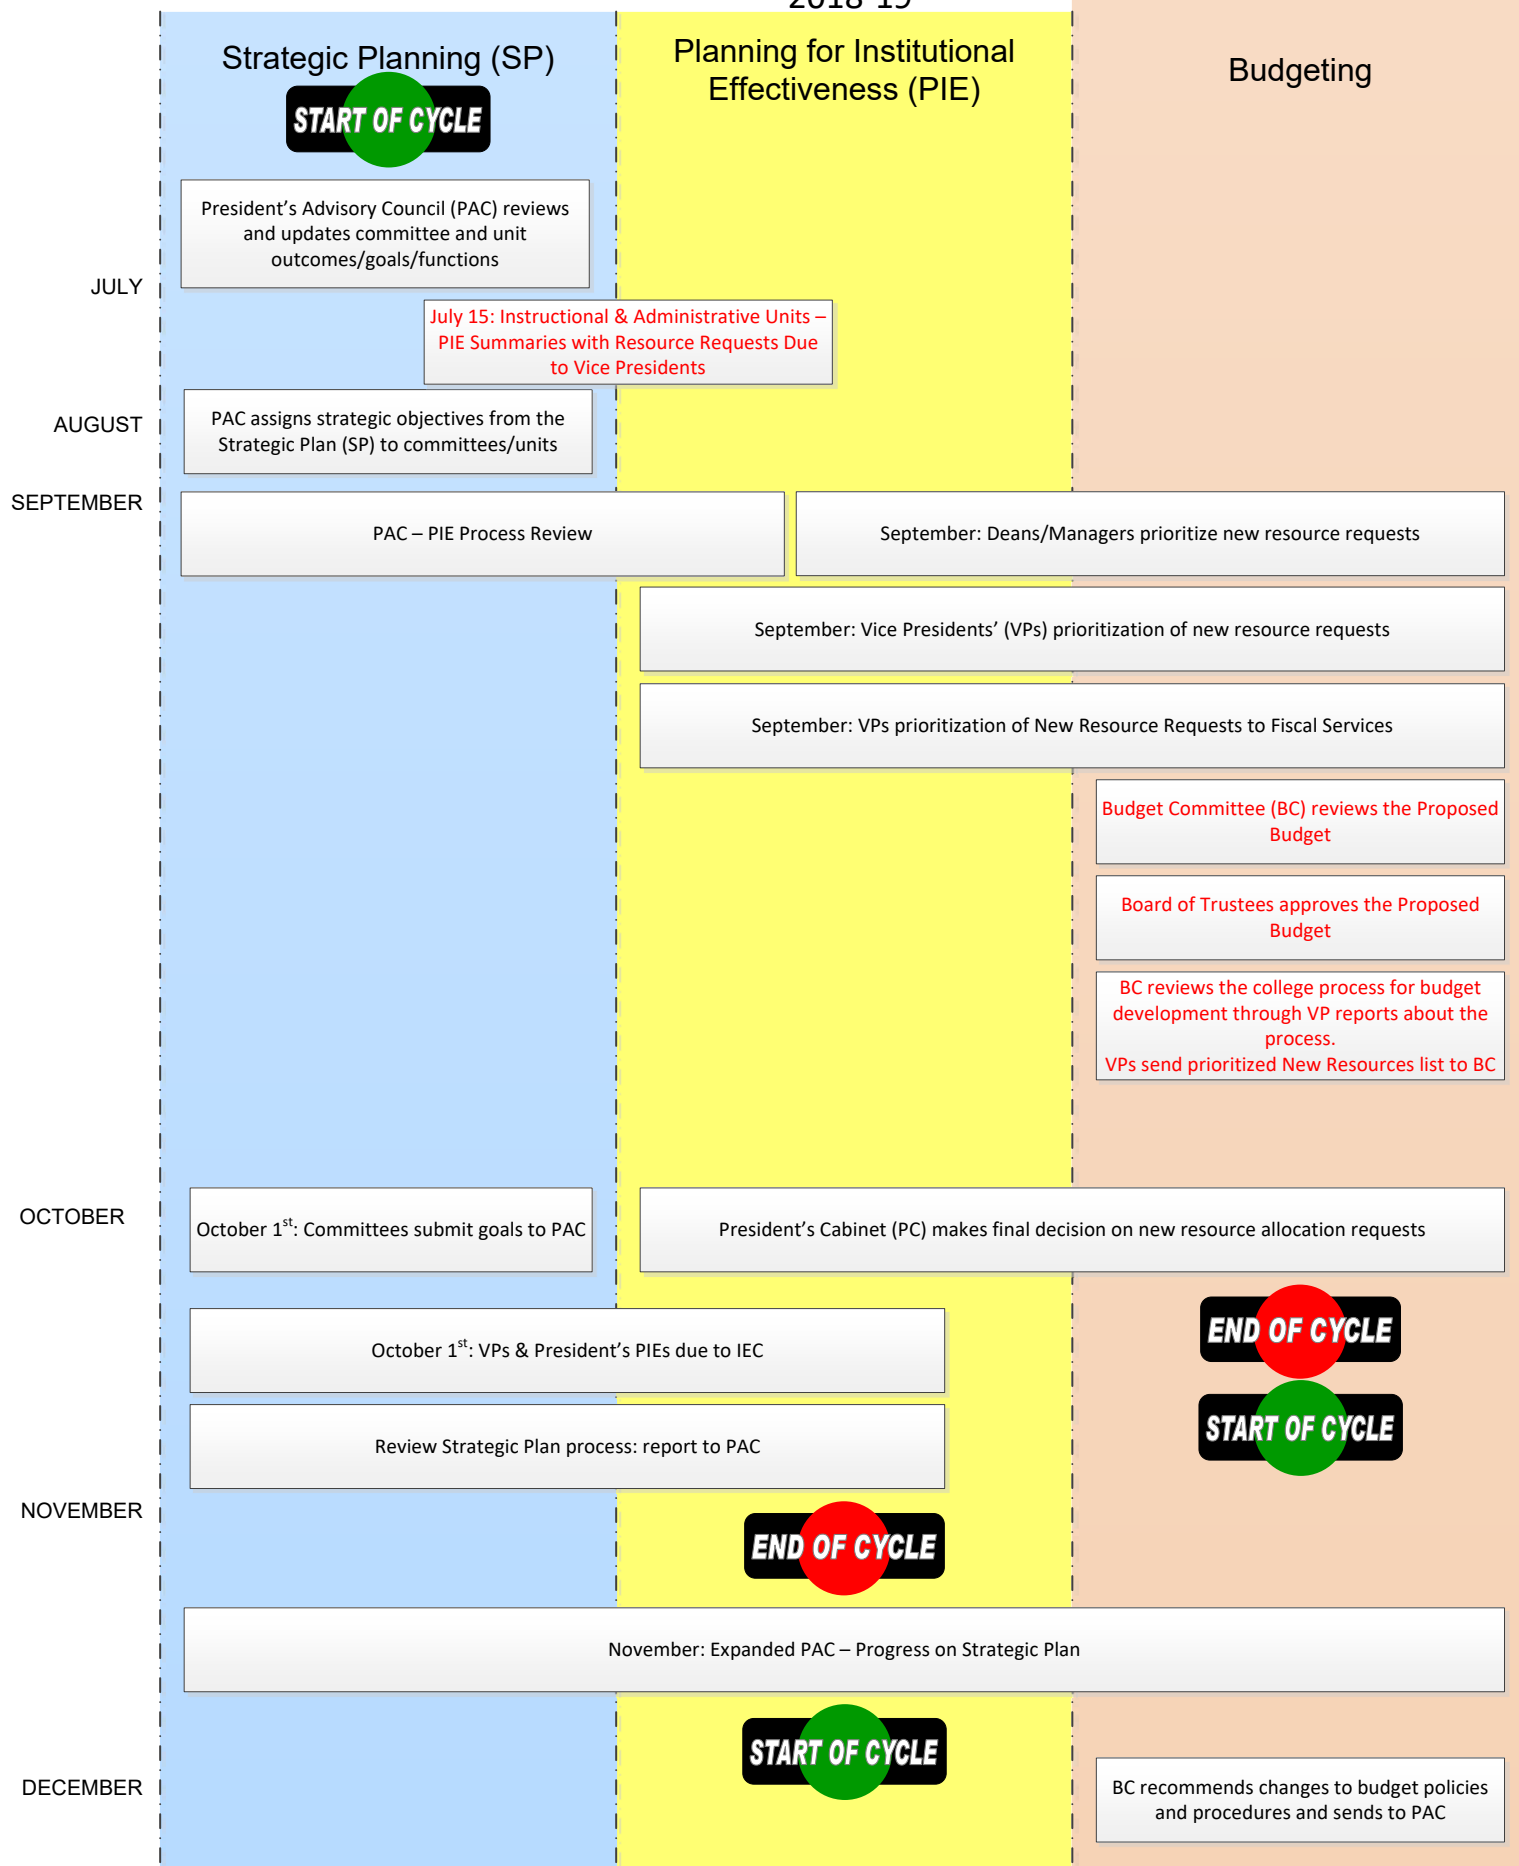 2018-19
Strategic Planning (SP)
Planning for Institutional
Effectiveness (PIE)
Budgeting
START OF CYCLE
President’s Advisory Council (PAC) reviews
and updates committee and unit
outcomes/goals/functions
JULY
July 15: Instructional & Administrative Units –
PIE Summaries with Resource Requests Due
to Vice Presidents
AUGUST
PAC assigns strategic objectives from the
Strategic Plan (SP) to committees/units
SEPTEMBER
PAC – PIE Process Review
September: Deans/Managers prioritize new resource requests
September: Vice Presidents’ (VPs) prioritization of new resource requests
September: VPs prioritization of New Resource Requests to Fiscal Services
Budget Committee (BC) reviews the Proposed
Budget
Board of Trustees approves the Proposed
Budget
BC reviews the college process for budget
development through VP reports about the
process.
VPs send prioritized New Resources list to BC
OCTOBER
October 1st: Committees submit goals to PAC
President’s Cabinet (PC) makes final decision on new resource allocation requests
END OF CYCLE
October 1st: VPs & President’s PIEs due to IEC
START OF CYCLE
Review Strategic Plan process: report to PAC
NOVEMBER
END OF CYCLE
November: Expanded PAC – Progress on Strategic Plan
START OF CYCLE
DECEMBER
BC recommends changes to budget policies
and procedures and sends to PAC